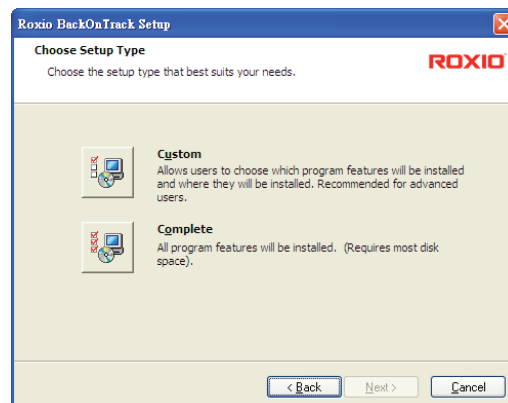 Roxio BackOnTrack Setup
Choose Setup Type
Choose the setup type that best suits your needs.
ROXIO
Custom
Allows users to choose which program features will be installed
and where they will be installed. Recommended for advanced
users.
Complete
All program features will be installed. (Requires most disk
space).
< Back
Next >
Cancel